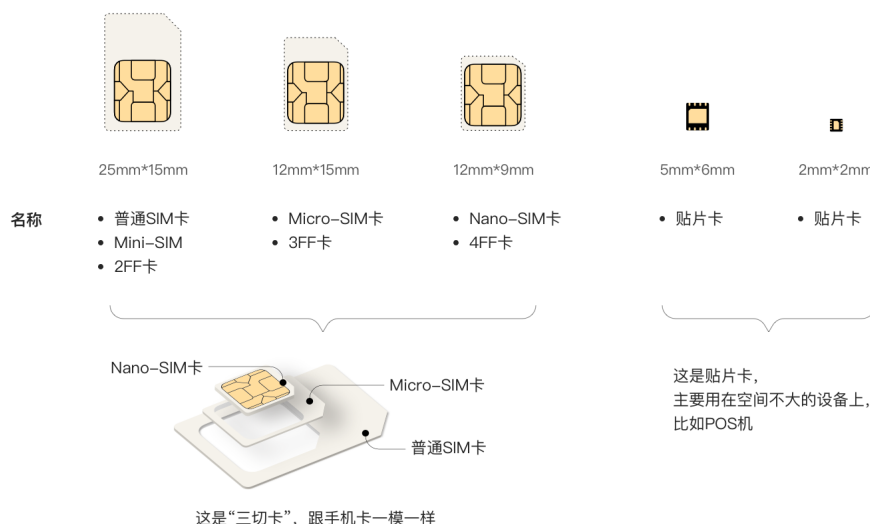 25mm*15mm
12mm*15mm
12mm*9mm
5mm*6mm
2mm*2mm
名称
• 普通SIM卡
• Mini-SIM
• 2FF卡
• Micro-SIM卡
• 3FF卡
• Nano-SIM卡
• 4FF卡
• 贴片卡
• 贴片卡
Nano-SIM卡
Micro-SIM卡
普通SIM卡
这是“三切卡”，跟手机卡一模一样
这是贴片卡，
主要用在空间不大的设备上，
比如POS机